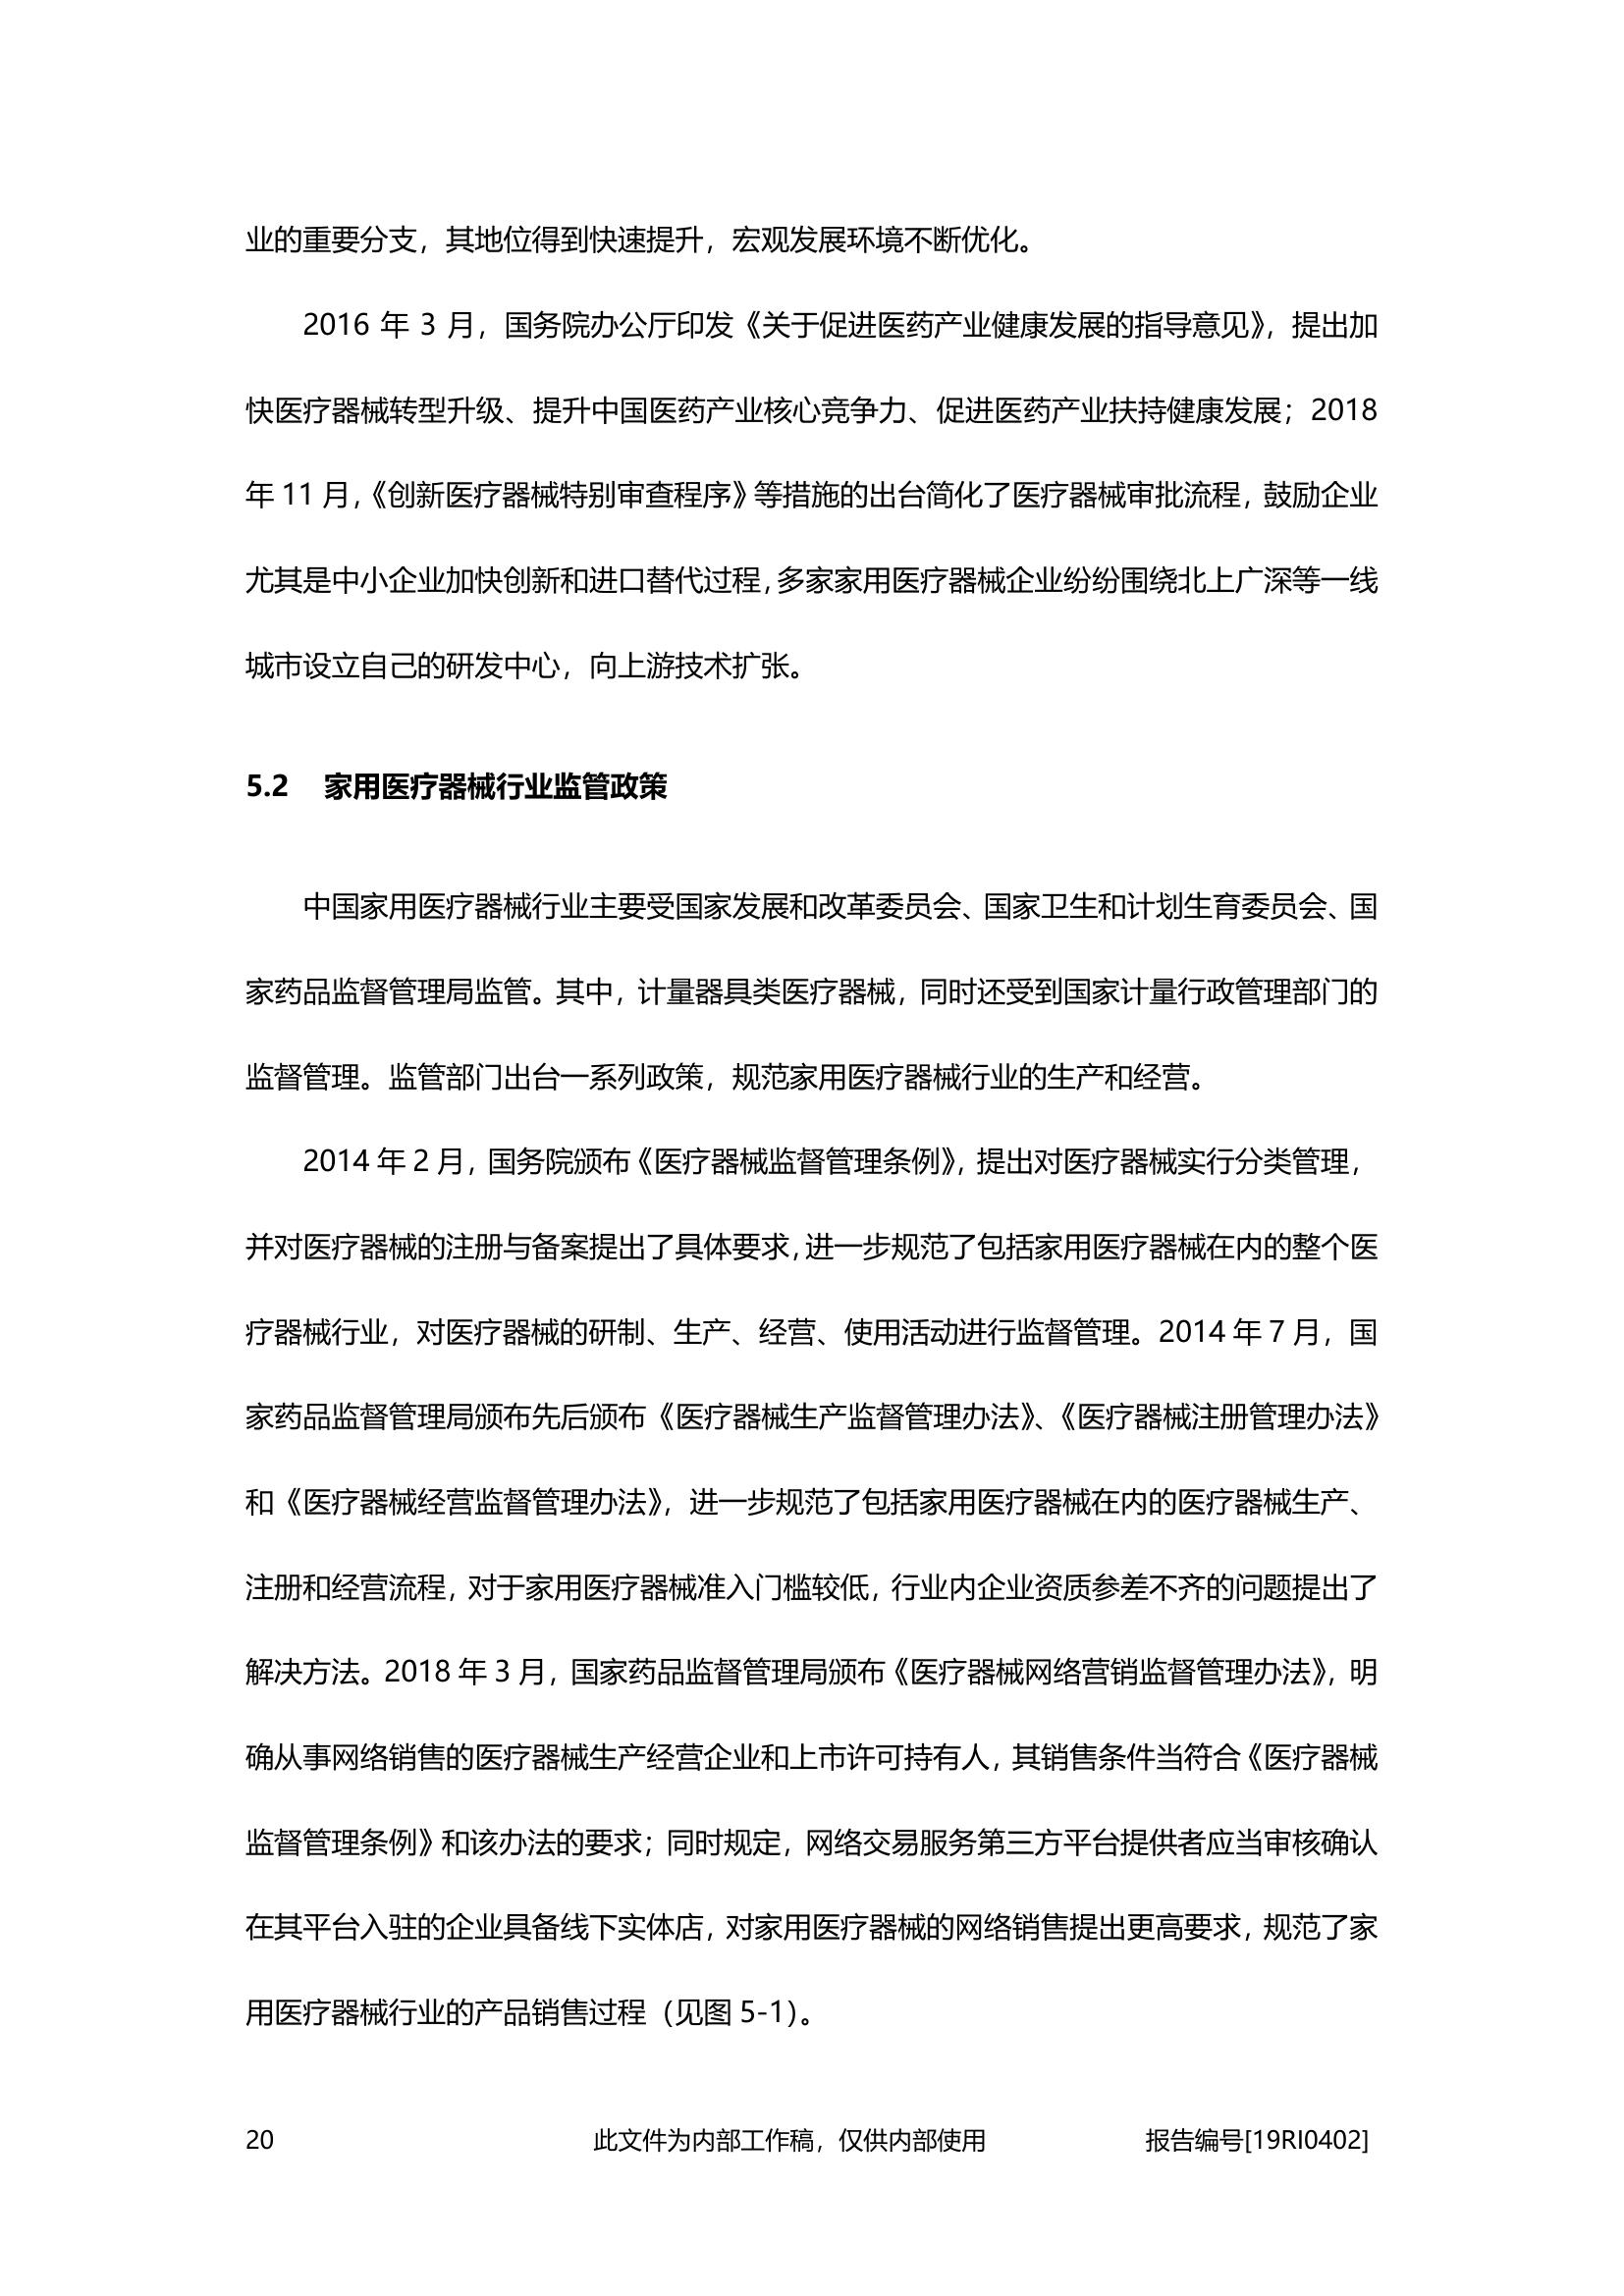 业的重要分支，其地位得到快速提升，宏观发展环境不断优化。
2016 年 3 月，国务院办公厅印发《关于促进医药产业健康发展的指导意见》，提出加
快医疗器械转型升级、提升中国医药产业核心竞争力、促进医药产业扶持健康发展；2018
年 11 月，《创新医疗器械特别审查程序》等措施的出台简化了医疗器械审批流程，鼓励企业
尤其是中小企业加快创新和进口替代过程，多家家用医疗器械企业纷纷围绕北上广深等一线
城市设立自己的研发中心，向上游技术扩张。
5.2 家用医疗器械行业监管政策
中国家用医疗器械行业主要受国家发展和改革委员会、国家卫生和计划生育委员会、国
家药品监督管理局监管。其中，计量器具类医疗器械，同时还受到国家计量行政管理部门的
监督管理。监管部门出台一系列政策，规范家用医疗器械行业的生产和经营。
2014 年 2 月，国务院颁布《医疗器械监督管理条例》，提出对医疗器械实行分类管理，
并对医疗器械的注册与备案提出了具体要求，进一步规范了包括家用医疗器械在内的整个医
疗器械行业，对医疗器械的研制、生产、经营、使用活动进行监督管理。2014 年 7 月，国
家药品监督管理局颁布先后颁布《医疗器械生产监督管理办法》、《医疗器械注册管理办法》
和《医疗器械经营监督管理办法》，进一步规范了包括家用医疗器械在内的医疗器械生产、
注册和经营流程，对于家用医疗器械准入门槛较低，行业内企业资质参差不齐的问题提出了
解决方法。2018 年 3 月，国家药品监督管理局颁布《医疗器械网络营销监督管理办法》，明
确从事网络销售的医疗器械生产经营企业和上市许可持有人，其销售条件当符合《医疗器械
监督管理条例》和该办法的要求；同时规定，网络交易服务第三方平台提供者应当审核确认
在其平台入驻的企业具备线下实体店，对家用医疗器械的网络销售提出更高要求，规范了家
用医疗器械行业的产品销售过程（见图 5-1）。
20 此文件为内部工作稿，仅供内部使用 报告编号[19RI0402]